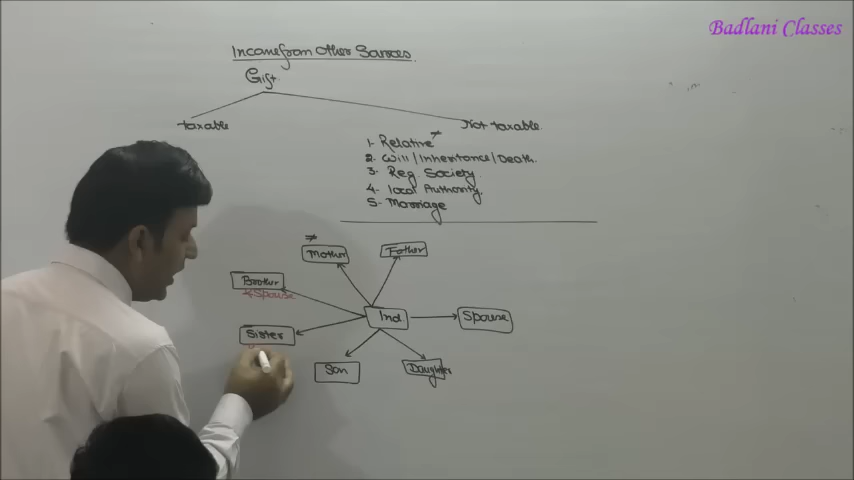 Badlani Classes
Income from Other Sources
Gift
Taxable
Not taxable
1- Relative *
2- Will/Inheritance/Death.
3- Reg Society
4- local Authority.
5- Marriage
* Mother
Father
Brother
& Spouse
Ind
Spouse
Sister
Son
Daughter